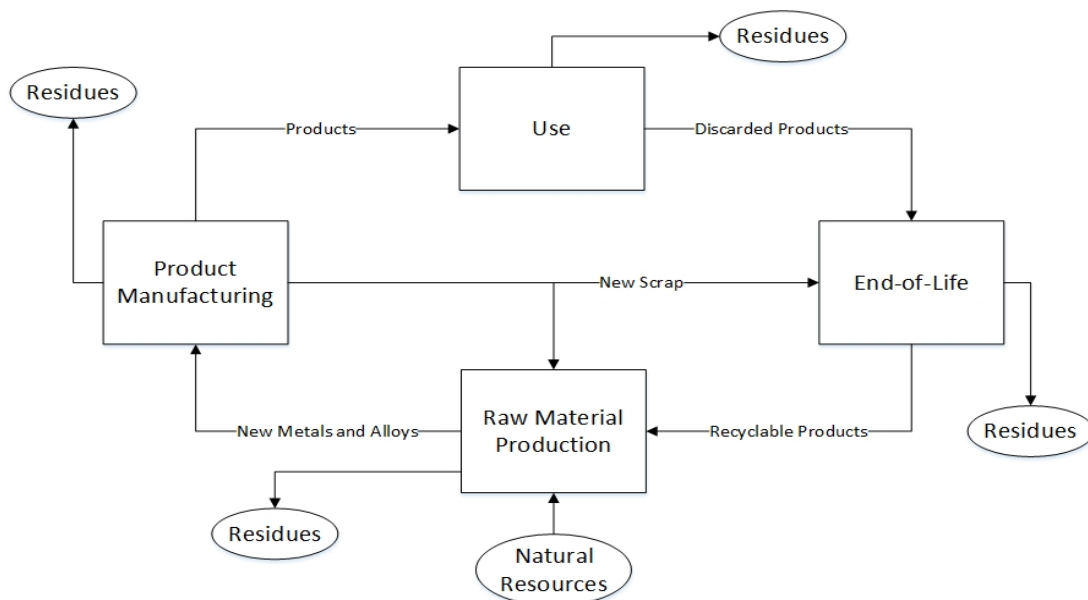 Residues
Residues
Products
Use
Discarded Products
Product
Manufacturing
New Scrap
End-of-Life
New Metals and Alloys
Raw Material
Production
Recyclable Products
Residues
Residues
Natural
Resources